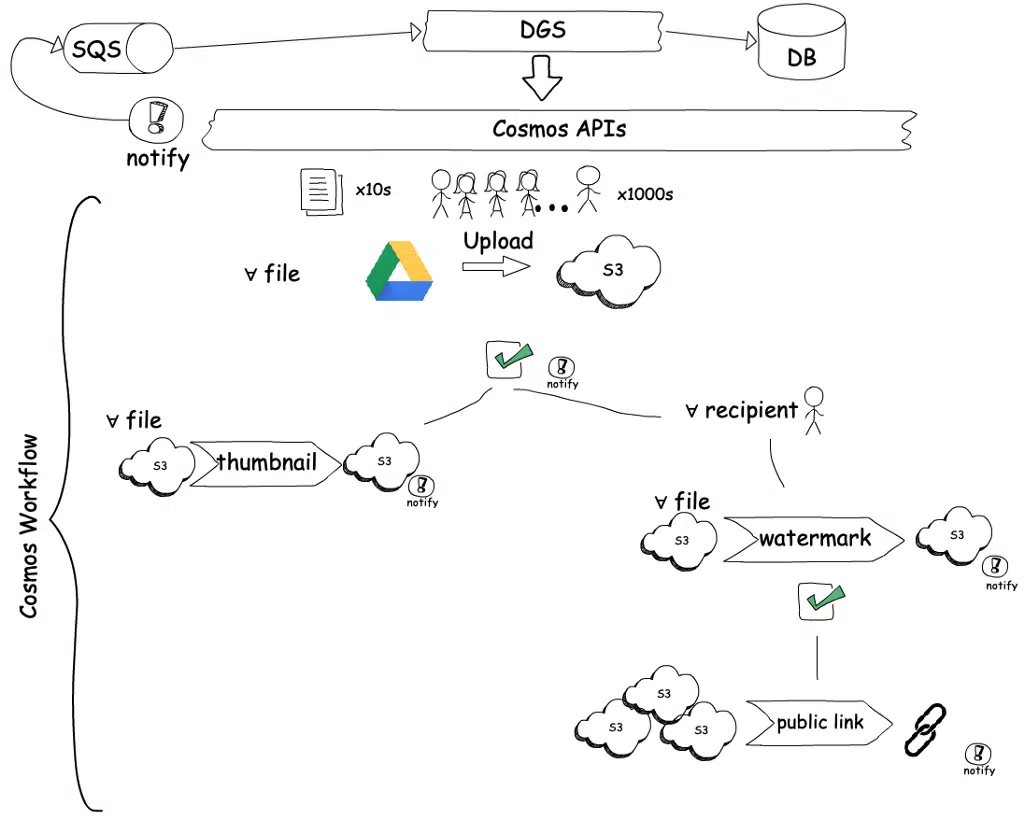 SQS
DGS
DB
Cosmos APIs
notify
x10s
x1000s
Upload
∀ file
S3
notify
∀ file
∀ recipient
S3
thumbnail
S3
notify
∀ file
S3
watermark
S3
notify
Cosmos Workflow
S3
S3
S3
public link
notify